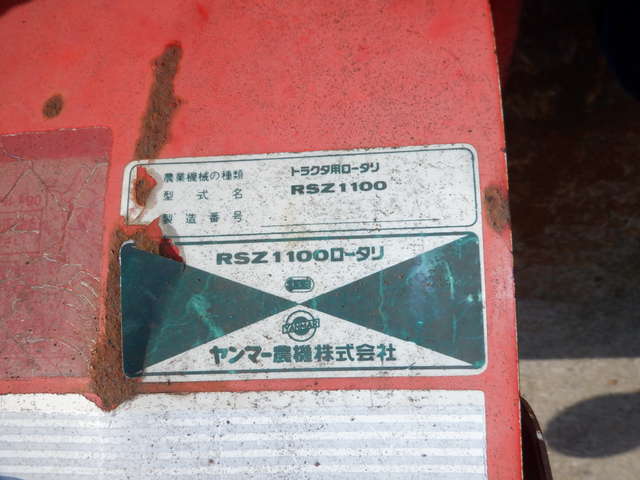 農業機械の種類 トラクタ用ロータリ
型式名 RSZ1100
製造番号
RSZ1100ロータリ
YANMAR
ヤンマー農機株式会社